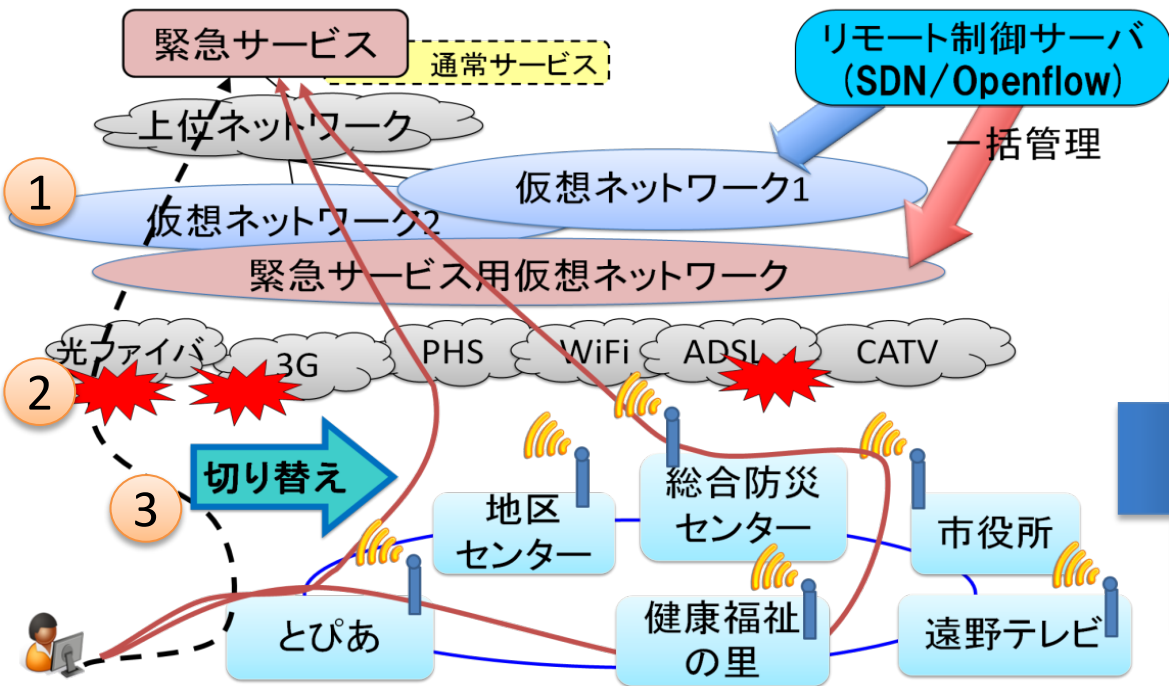 緊急サービス
通常サービス
リモート制御サーバ
(SDN/Openflow)
上位ネットワーク
一括管理
1
仮想ネットワーク1
仮想ネットワーク2
緊急サービス用仮想ネットワーク
光ファイバ
3G
PHS
WiFi
ADSL
CATV
2
切り替え
3
地区
センター
総合防災
センター
市役所
とぴあ
健康福祉
の里
遠野テレビ